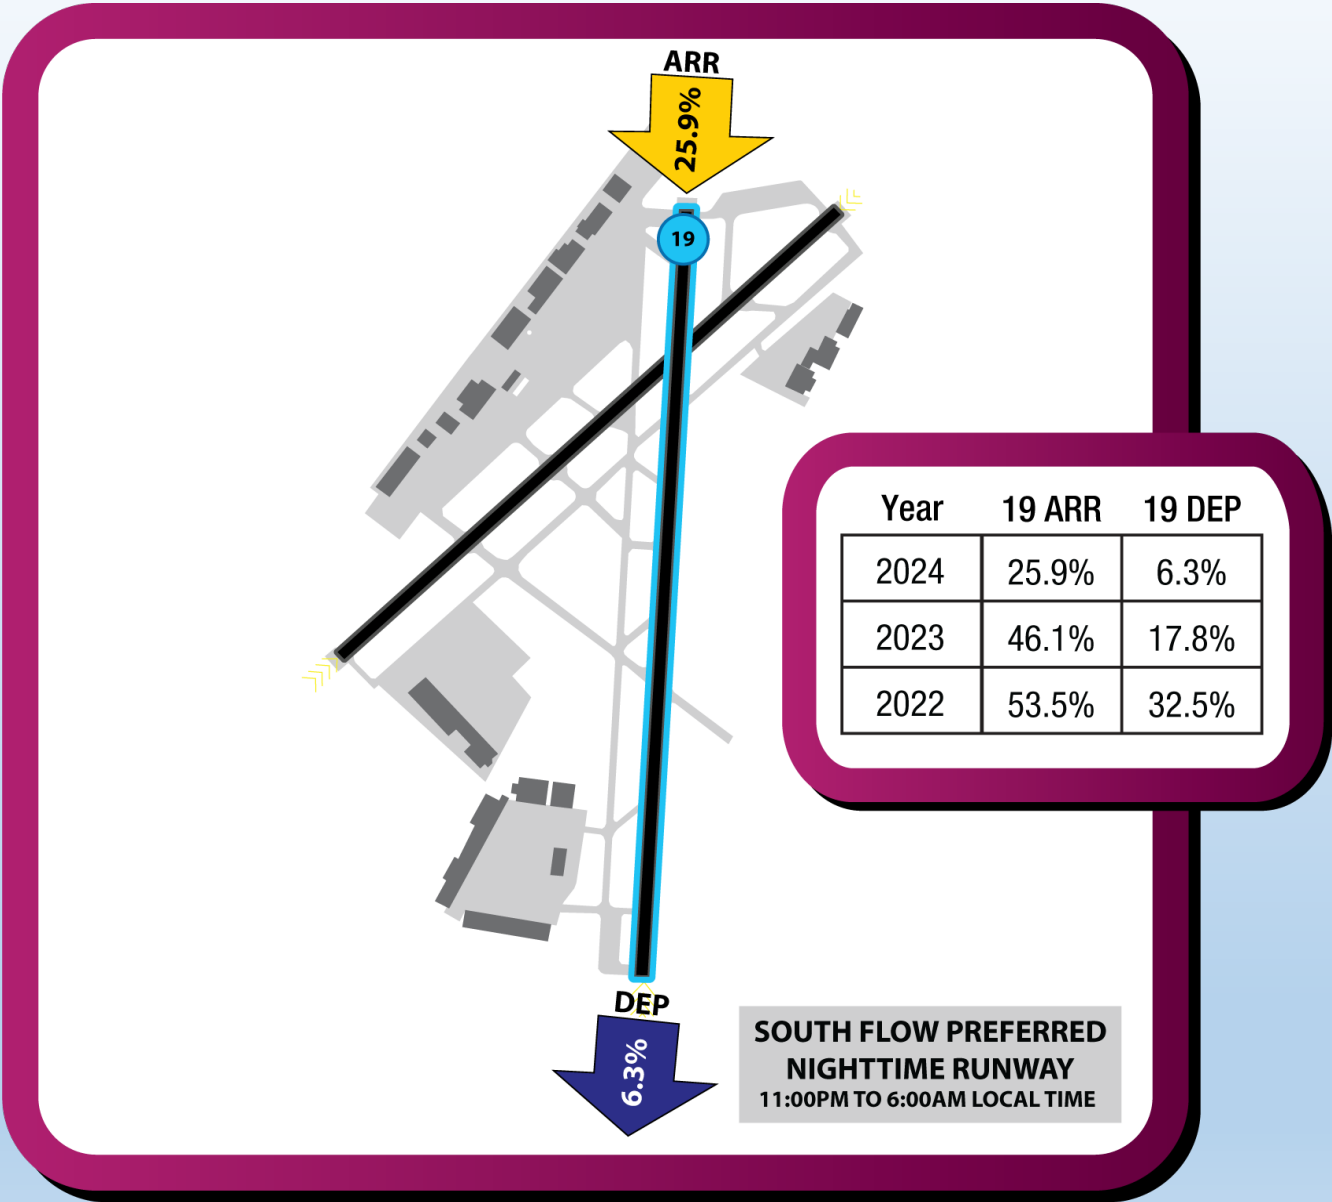 ARR
25.9%
19
Year 19 ARR 19 DEP
2024 25.9% 6.3%
2023 46.1% 17.8%
2022 53.5% 32.5%
DEP
6.3%
SOUTH FLOW PREFERRED
NIGHTTIME RUNWAY
11:00PM TO 6:00AM LOCAL TIME